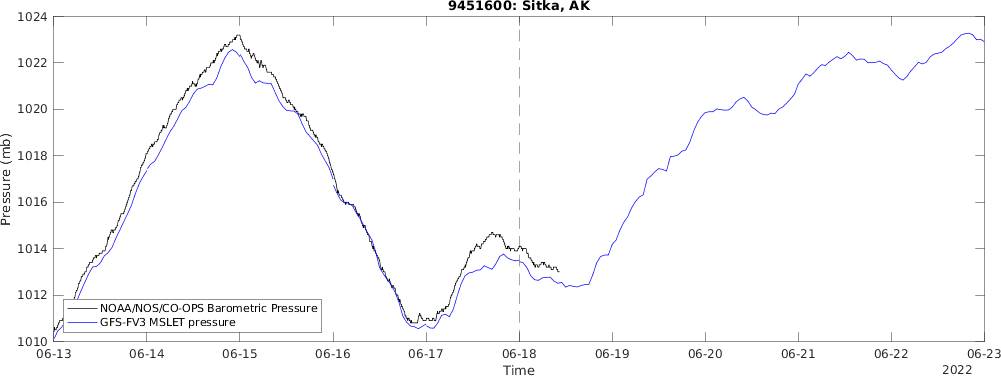 9451600: Sitka, AK
Pressure (mb)
1024
1022
1020
1018
1016
1014
1012
1010
NOAA/NOS/CO-OPS Barometric Pressure
GFS-FV3 MSLET pressure
06-13 06-14 06-15 06-16 06-17 06-18 06-19 06-20 06-21 06-22 06-23
Time
2022